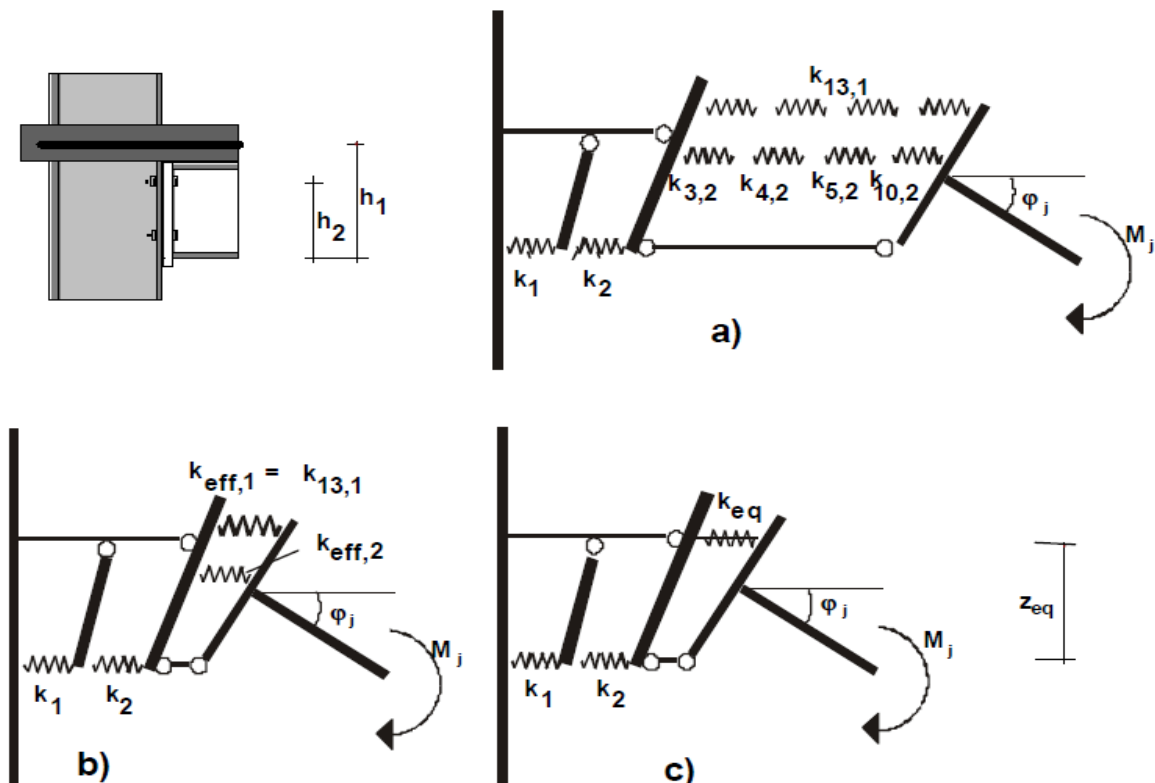 h1
h2
k13,1
k3,2
k4,2
k5,2
k10,2
φj
Mj
k1
k2
a)
keff,1 = k13,1
keff,2
φj
Mj
k1
k2
b)
keq
φj
zeq
Mj
k1
k2
c)